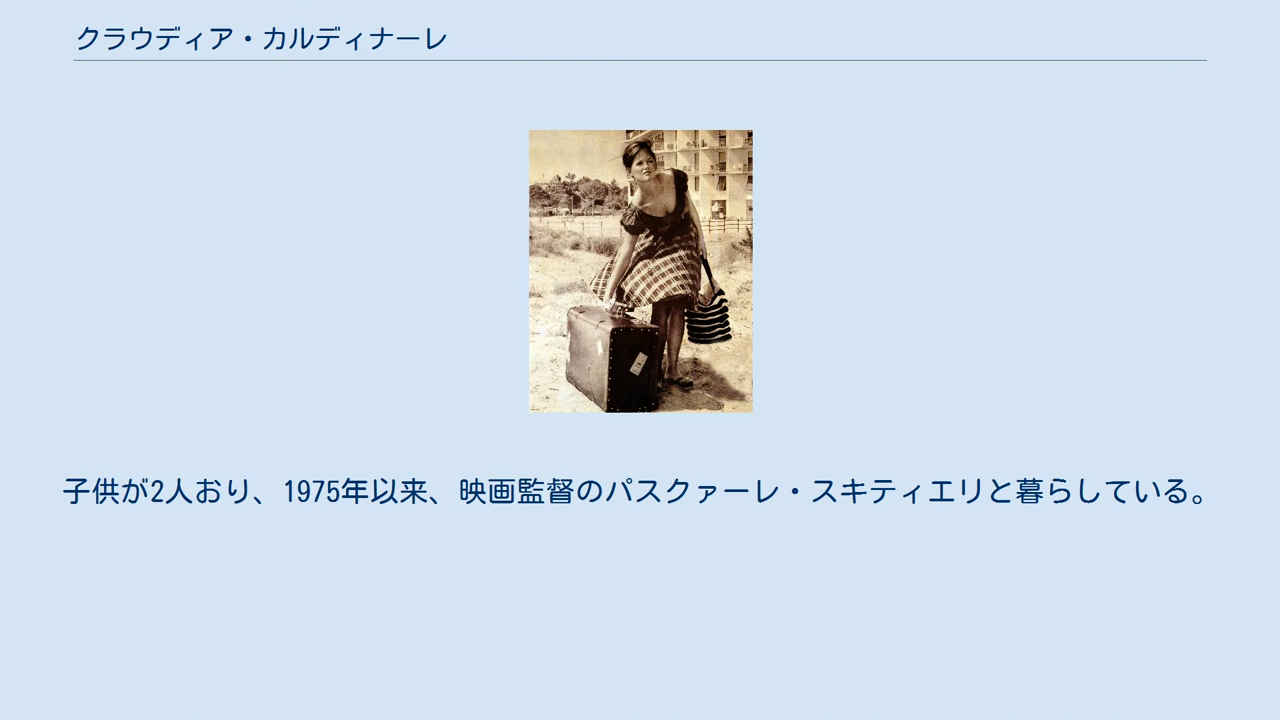 クラウディア・カルディナーレ
子供が2人おり、1975年以来、映画監督のパスクァーレ・スキティエリと暮らしている。